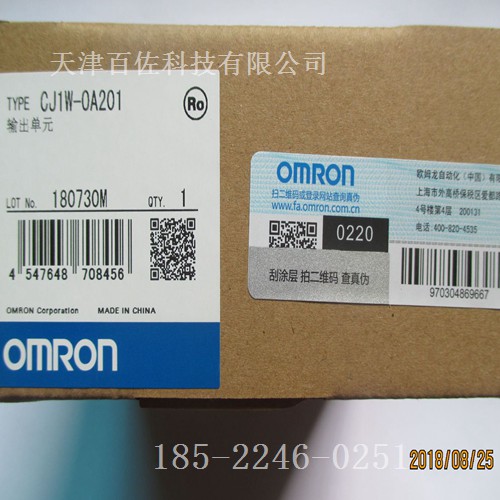 天津百佐科技有限公司
TYPE CJ1W-OA201
输出单元
Ro
LOT No. 180730M QTY. 1
4 547648 708456
OMRON Corporation MADE IN CHINA
OMRON
OMRON
扫二维码或登录网站查询真伪
www.fa.omron.com.cn
0220
刮涂层 拍二维码 查真伪
欧姆龙自动化（中国）有
上海市外高桥保税区爱都
4号楼第4层 200131
电话:400-820-4535
970304869667
185-2246-0251
2018/08/25